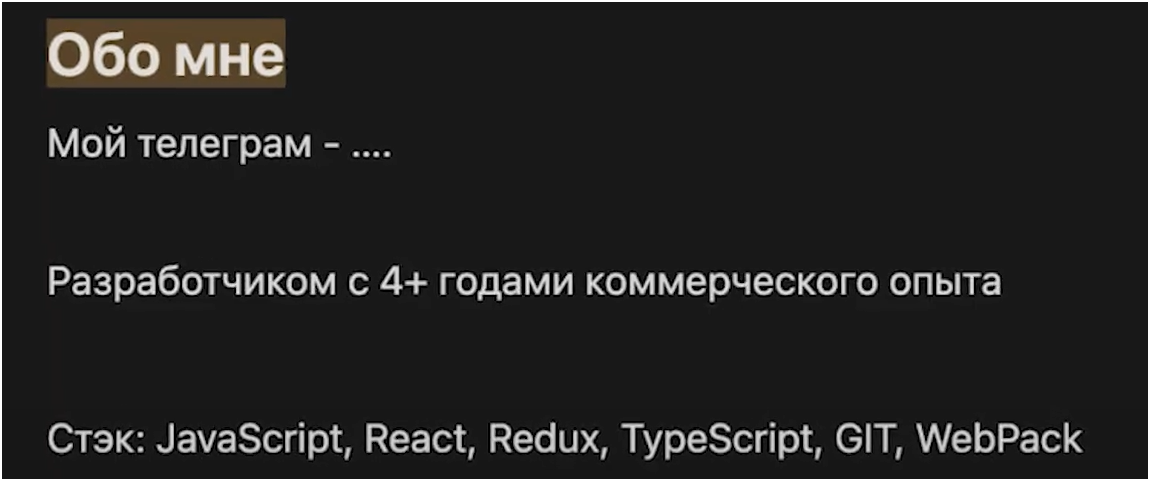 Обо мне
Мой телеграм - ....
Разработчиком с 4+ годами коммерческого опыта
Стэк: JavaScript, React, Redux, TypeScript, GIT, WebPack